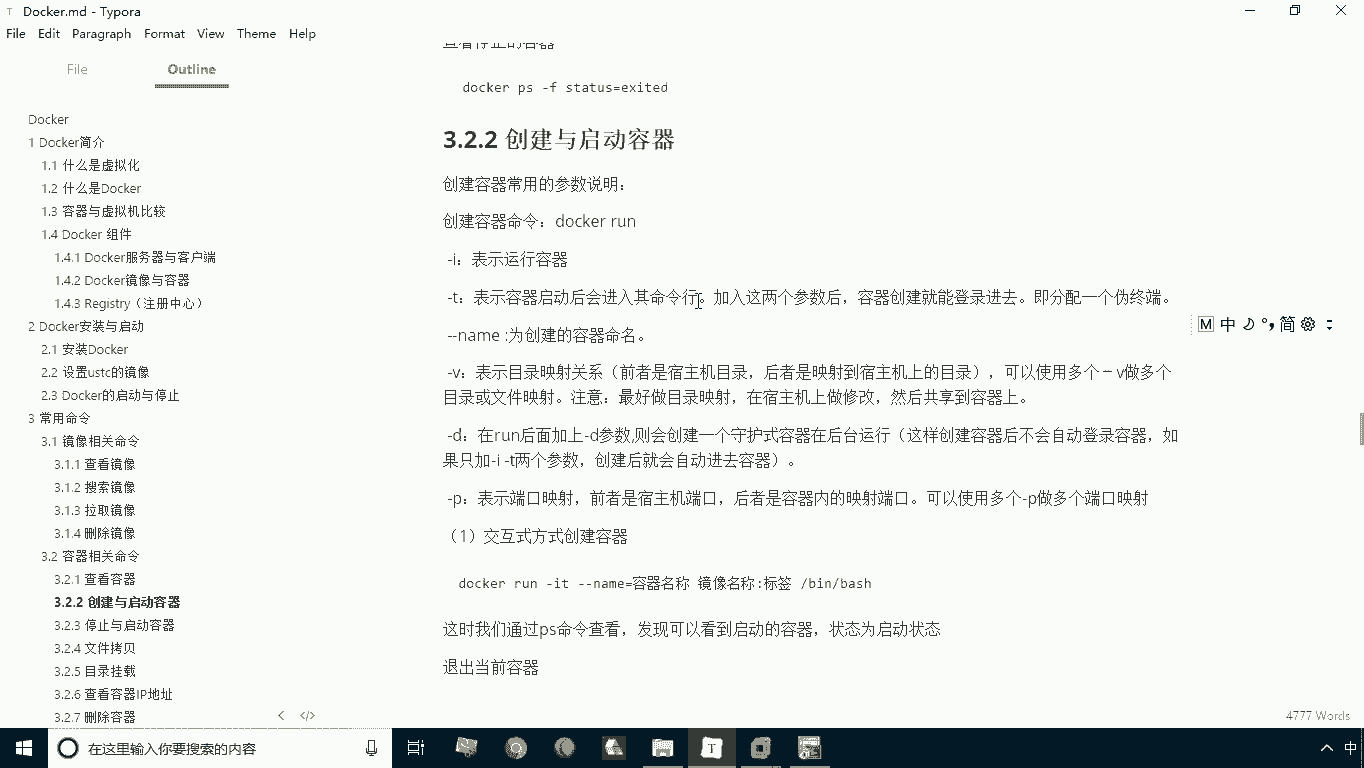 Docker.md - Typora
File Edit Paragraph Format View Theme Help
File Outline
Docker
1 Docker简介
1.1 什么是虚拟化
1.2 什么是Docker
1.3 容器与虚拟机比较
1.4 Docker 组件
1.4.1 Docker服务器与客户端
1.4.2 Docker镜像与容器
1.4.3 Registry（注册中心）
2 Docker安装与启动
2.1 安装Docker
2.2 设置ustc的镜像
2.3 Docker的启动与停止
3 常用命令
3.1 镜像相关命令
3.1.1 查看镜像
3.1.2 搜索镜像
3.1.3 拉取镜像
3.1.4 删除镜像
3.2 容器相关命令
3.2.1 查看容器
3.2.2 创建与启动容器
3.2.3 停止与启动容器
3.2.4 文件拷贝
3.2.5 目录挂载
3.2.6 查看容器IP地址
3.2.7 删除容器
查看停止的容器
docker ps -f status=exited
3.2.2 创建与启动容器
创建容器常用的参数说明：
创建容器命令：docker run
-i：表示运行容器
-t：表示容器启动后会进入其命令行。加入这两个参数后，容器创建就能登录进去。即分配一个伪终端。
--name :为创建的容器命名。
-v：表示目录映射关系（前者是宿主机目录，后者是映射到宿主机上的目录），可以使用多个－v做多个
目录或文件映射。注意：最好做目录映射，在宿主机上做修改，然后共享到容器上。
-d：在run后面加上-d参数,则会创建一个守护式容器在后台运行（这样创建容器后不会自动登录容器，如
果只加-i -t两个参数，创建后就会自动进去容器）。
-p：表示端口映射，前者是宿主机端口，后者是容器内的映射端口。可以使用多个-p做多个端口映射
（1）交互式方式创建容器
docker run -it --name=容器名称 镜像名称:标签 /bin/bash
这时我们通过ps命令查看，发现可以看到启动的容器，状态为启动状态
退出当前容器
M 中 简
4777 Words
在这里输入你要搜索的内容
T
中